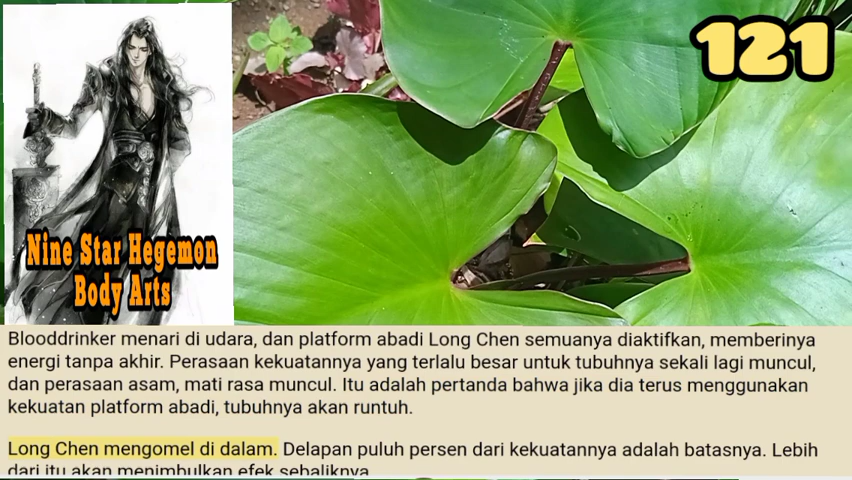 121
Nine Star Hegemon
Body Arts
Blooddrinker menari di udara, dan platform abadi Long Chen semuanya diaktifkan, memberinya
energi tanpa akhir. Perasaan kekuatannya yang terlalu besar untuk tubuhnya sekali lagi muncul,
dan perasaan asam, mati rasa muncul. Itu adalah pertanda bahwa jika dia terus menggunakan
kekuatan platform abadi, tubuhnya akan runtuh.
Long Chen mengomel di dalam. Delapan puluh persen dari kekuatannya adalah batasnya. Lebih
dari itu akan menimbulkan efek sebaliknya